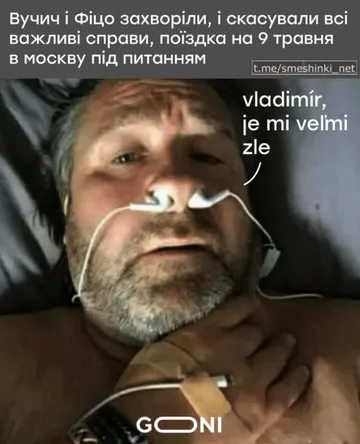 Вучич і Фіцо захворіли, і скасували всі
важливі справи, поїздка на 9 травня
в москву під питанням
t.me/smeshinki_net
vladimír,
je mi veľmi
zle
GOONI